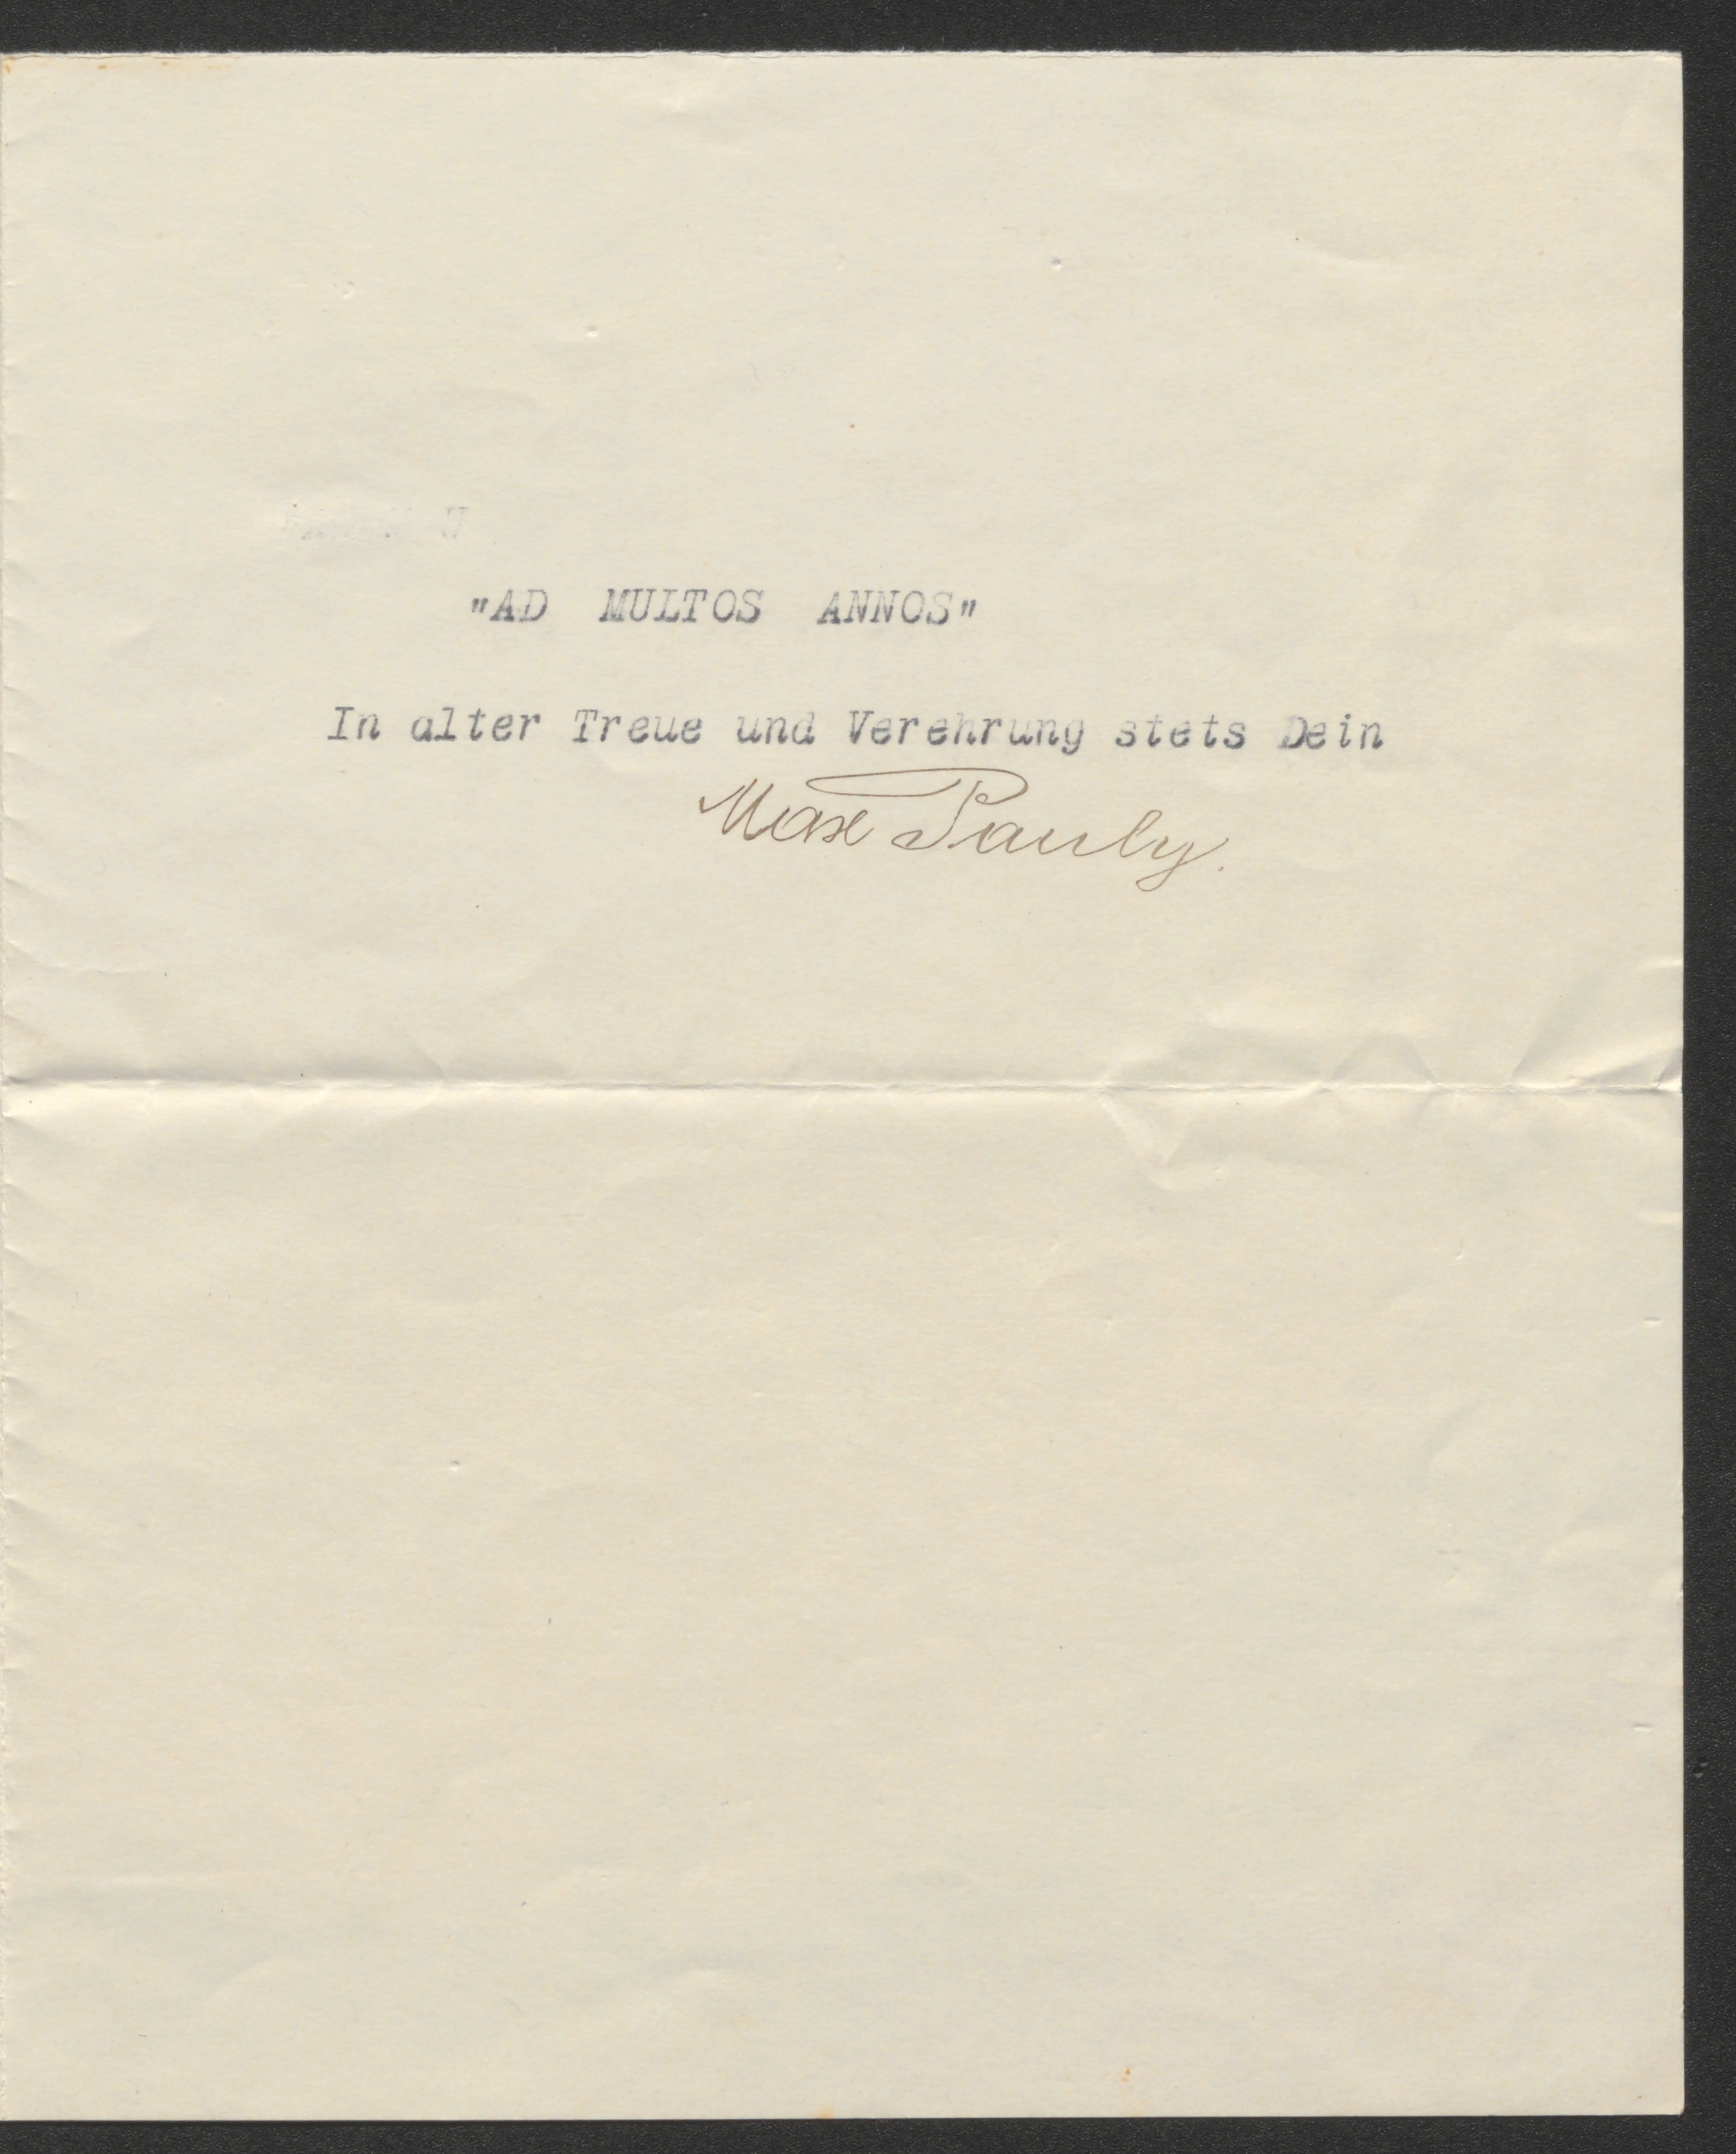 "AD MULTOS ANNOS"
In alter Treue und Verehrung stets Dein
Max Pauly.